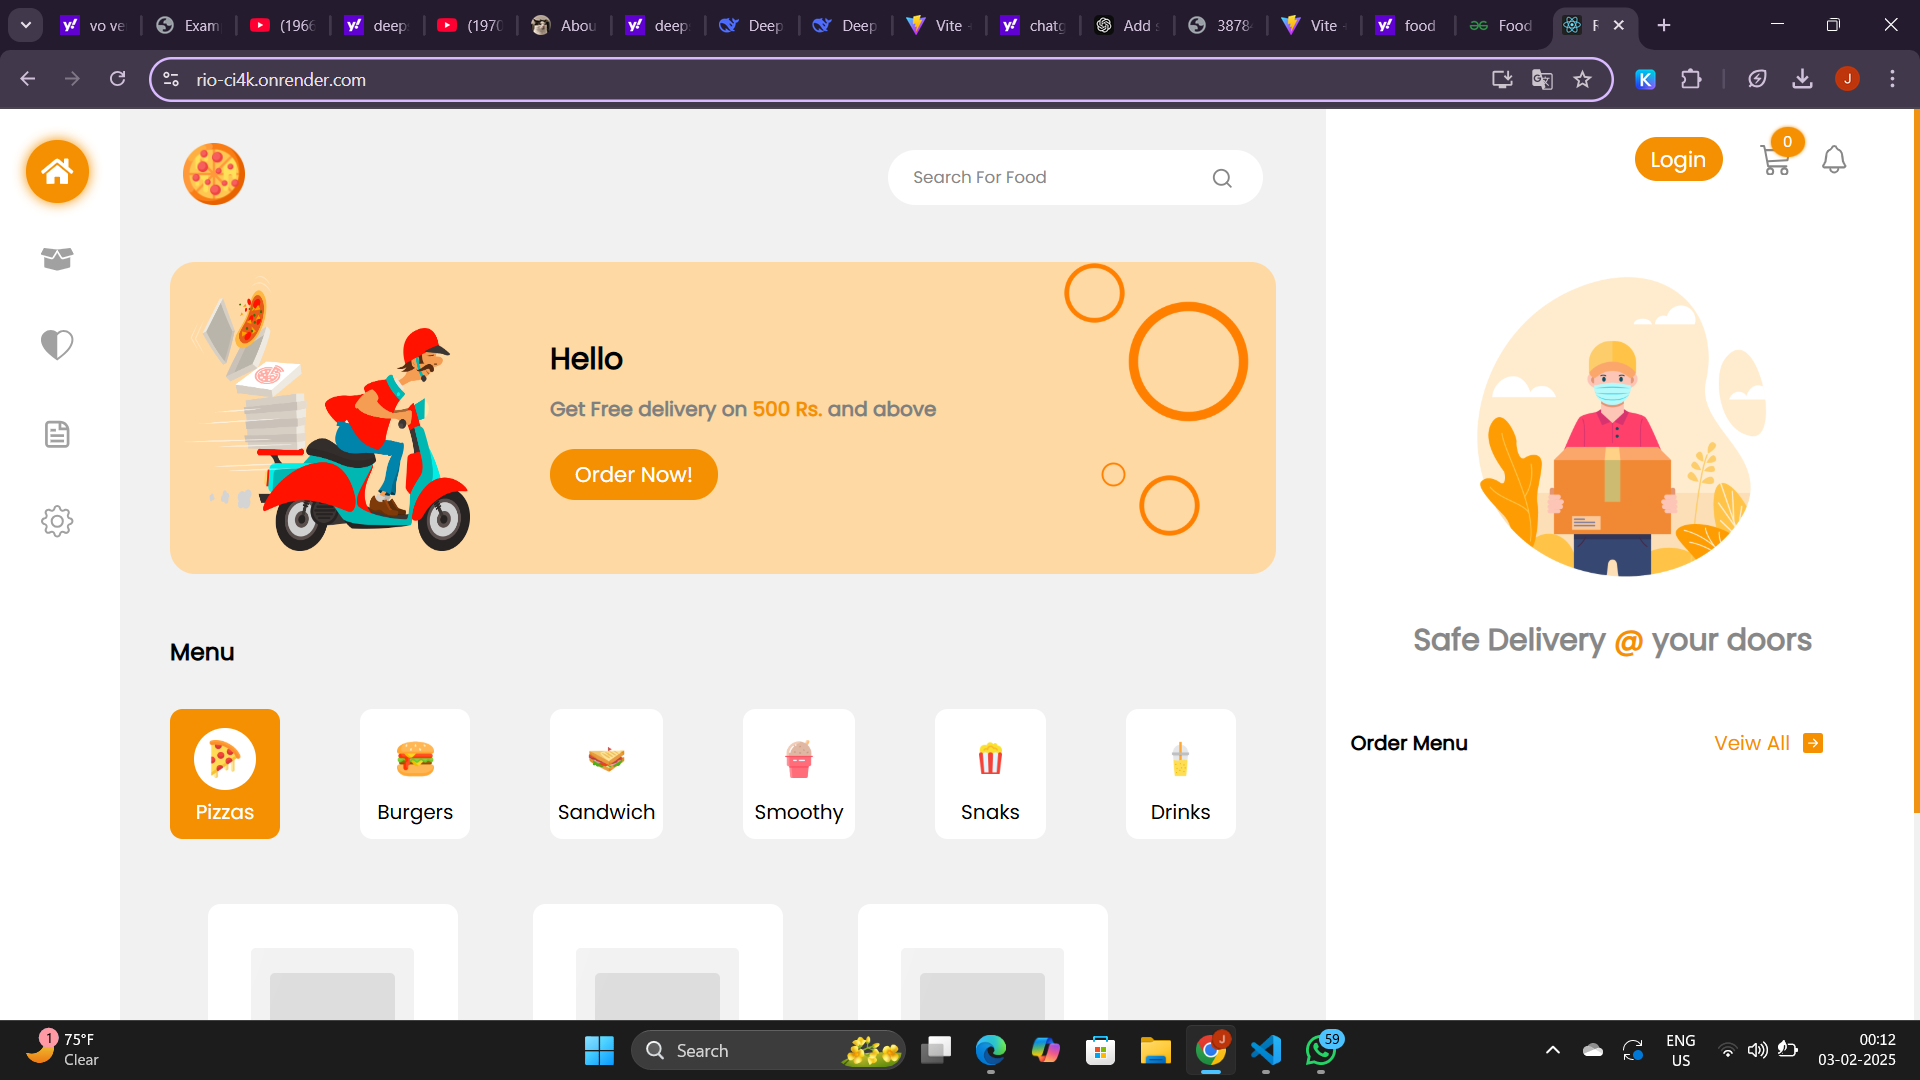 vo ve
Exam
(1966
deep
(1970
Abou
deep
Deep
Deep
Vite
chatg
Add s
3878
Vite
food
Food
rio-ci4k.onrender.com
K
J
Search For Food
Login
0
Hello
Get Free delivery on 500 Rs. and above
Order Now!
Safe Delivery @ your doors
Menu
Pizzas
Burgers
Sandwich
Smoothy
Snaks
Drinks
Order Menu
Veiw All
1
75°F
Clear
Search
J
59
ENG
US
00:12
03-02-2025